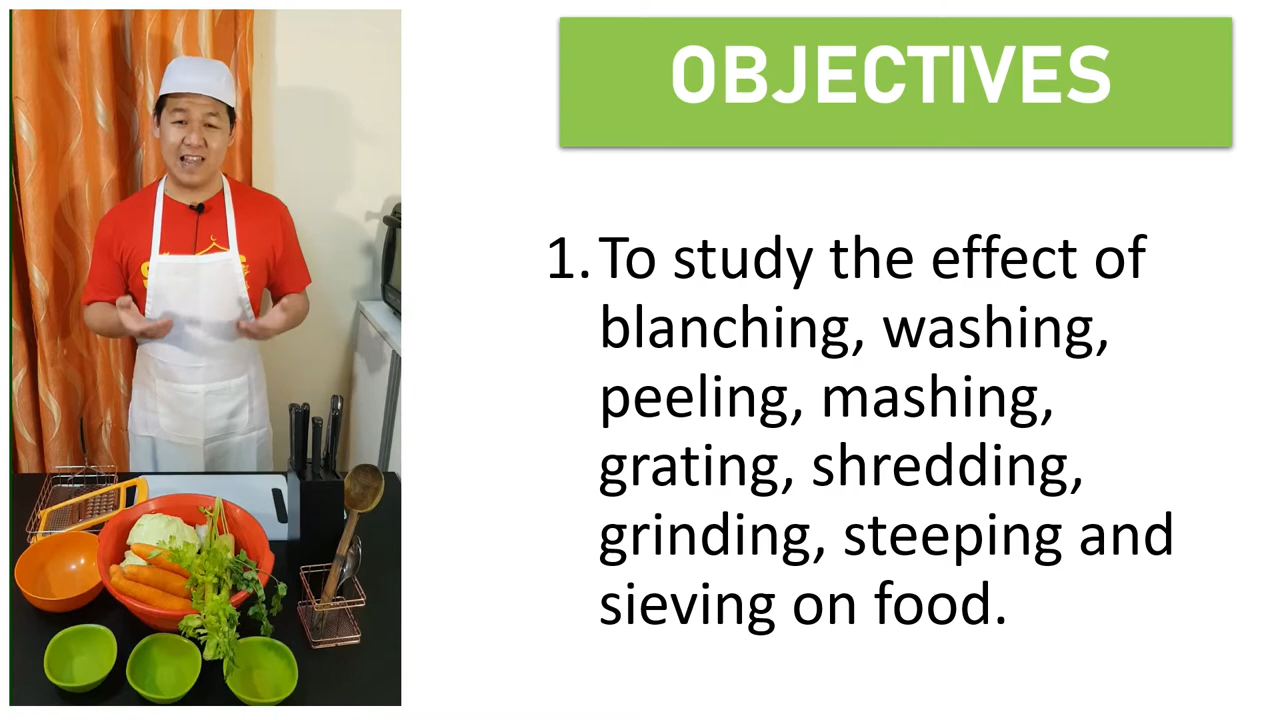 OBJECTIVES
1. To study the effect of
blanching, washing,
peeling, mashing,
grating, shredding,
grinding, steeping and
sieving on food.